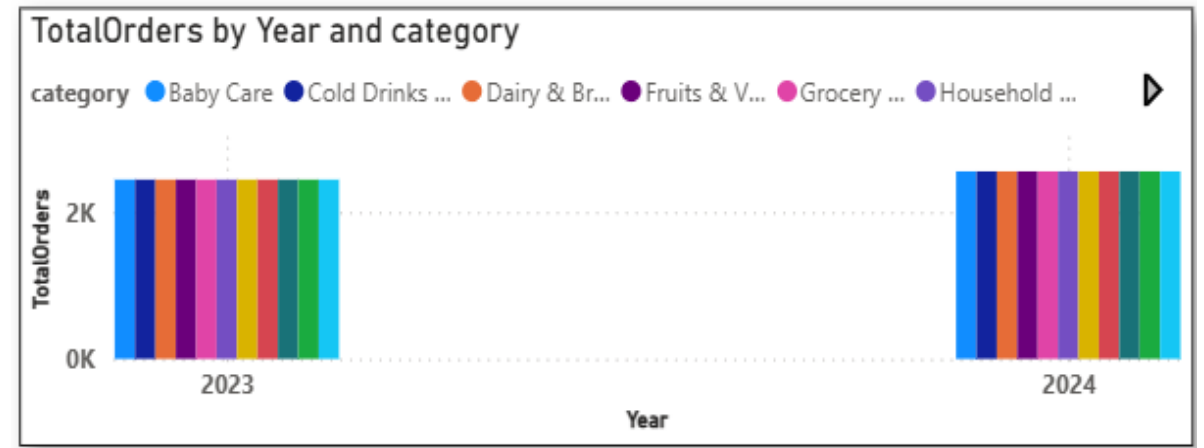 TotalOrders by Year and category
category Baby Care Cold Drinks ... Dairy & Br... Fruits & V... Grocery ... Household ...
TotalOrders
2K
0K
2023 2024
Year